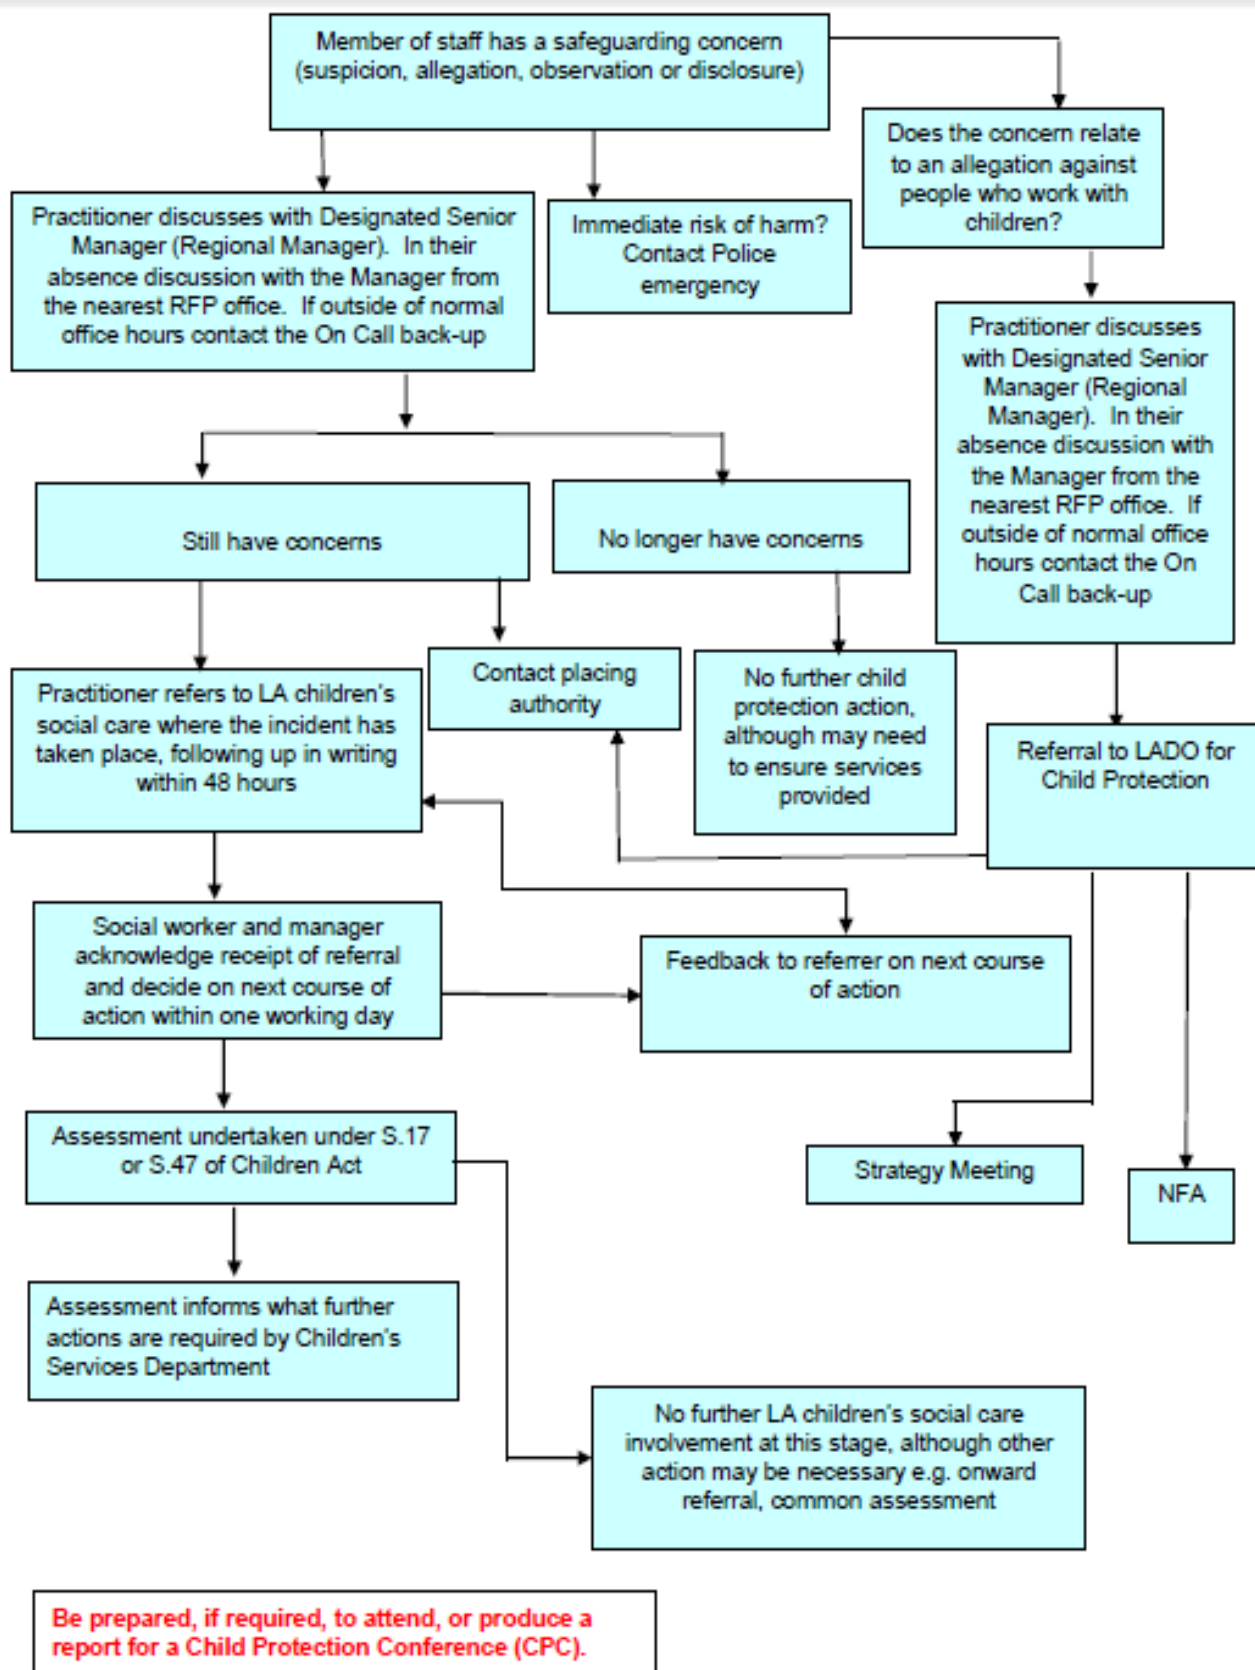 Member of staff has a safeguarding concern
(suspicion, allegation, observation or disclosure)
Does the concern relate
to an allegation against
people who work with
children?
Practitioner discusses with Designated Senior
Manager (Regional Manager).  In their
absence discussion with the Manager from
the nearest RFP office.  If outside of normal
office hours contact the On Call back-up
Immediate risk of harm?
Contact Police
emergency
Practitioner discusses
with Designated Senior
Manager (Regional
Manager).  In their
absence discussion with
the Manager from the
nearest RFP office.  If
outside of normal office
hours contact the On
Call back-up
Still have concerns
No longer have concerns
Practitioner refers to LA children's
social care where the incident has
taken place, following up in writing
within 48 hours
Contact placing
authority
No further child
protection action,
although may need
to ensure services
provided
Referral to LADO for
Child Protection
Social worker and manager
acknowledge receipt of referral
and decide on next course of
action within one working day
Feedback to referrer on next course
of action
Assessment undertaken under S.17
or S.47 of Children Act
Strategy Meeting
NFA
Assessment informs what further
actions are required by Children's
Services Department
No further LA children's social care
involvement at this stage, although other
action may be necessary e.g. onward
referral, common assessment
Be prepared, if required, to attend, or produce a
report for a Child Protection Conference (CPC).